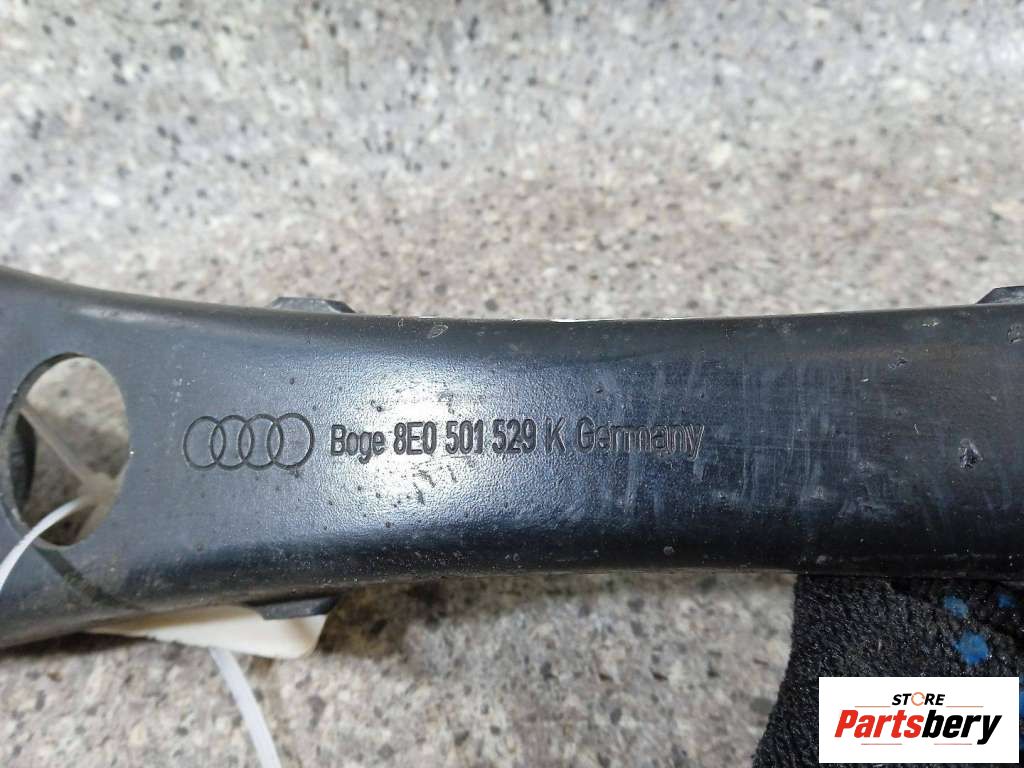 Boge 8E0 501 529 K Germany
STORE
Partsbery